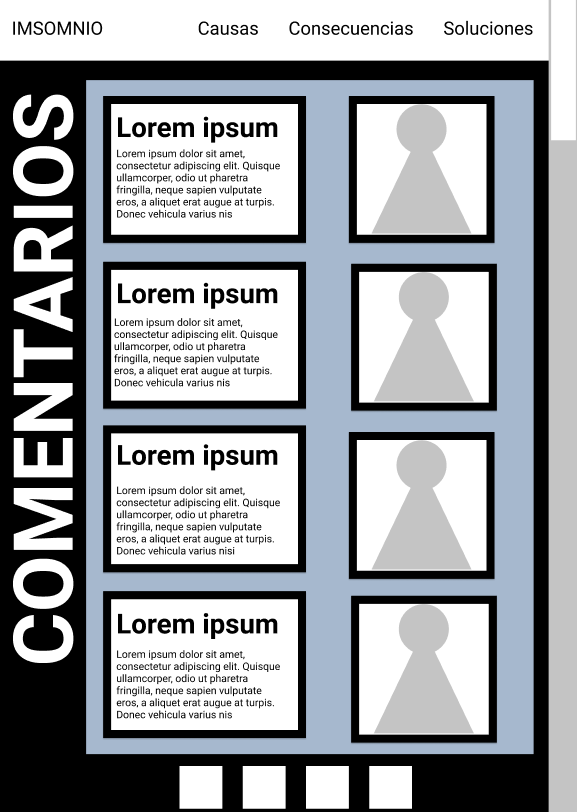 IMSOMNIO Causas Consecuencias Soluciones
COMENTARIOS
Lorem ipsum
Lorem ipsum dolor sit amet,
consectetur adipiscing elit. Quisque
ullamcorper, odio ut pharetra
fringilla, neque sapien vulputate
eros, a aliquet erat augue at turpis.
Donec vehicula varius nis
Lorem ipsum
Lorem ipsum dolor sit amet,
consectetur adipiscing elit. Quisque
ullamcorper, odio ut pharetra
fringilla, neque sapien vulputate
eros, a aliquet erat augue at turpis.
Donec vehicula varius nis
Lorem ipsum
Lorem ipsum dolor sit amet,
consectetur adipiscing elit. Quisque
ullamcorper, odio ut pharetra
fringilla, neque sapien vulputate
eros, a aliquet erat augue at turpis.
Donec vehicula varius nisi
Lorem ipsum
Lorem ipsum dolor sit amet,
consectetur adipiscing elit. Quisque
ullamcorper, odio ut pharetra
fringilla, neque sapien vulputate
eros, a aliquet erat augue at turpis.
Donec vehicula varius nis